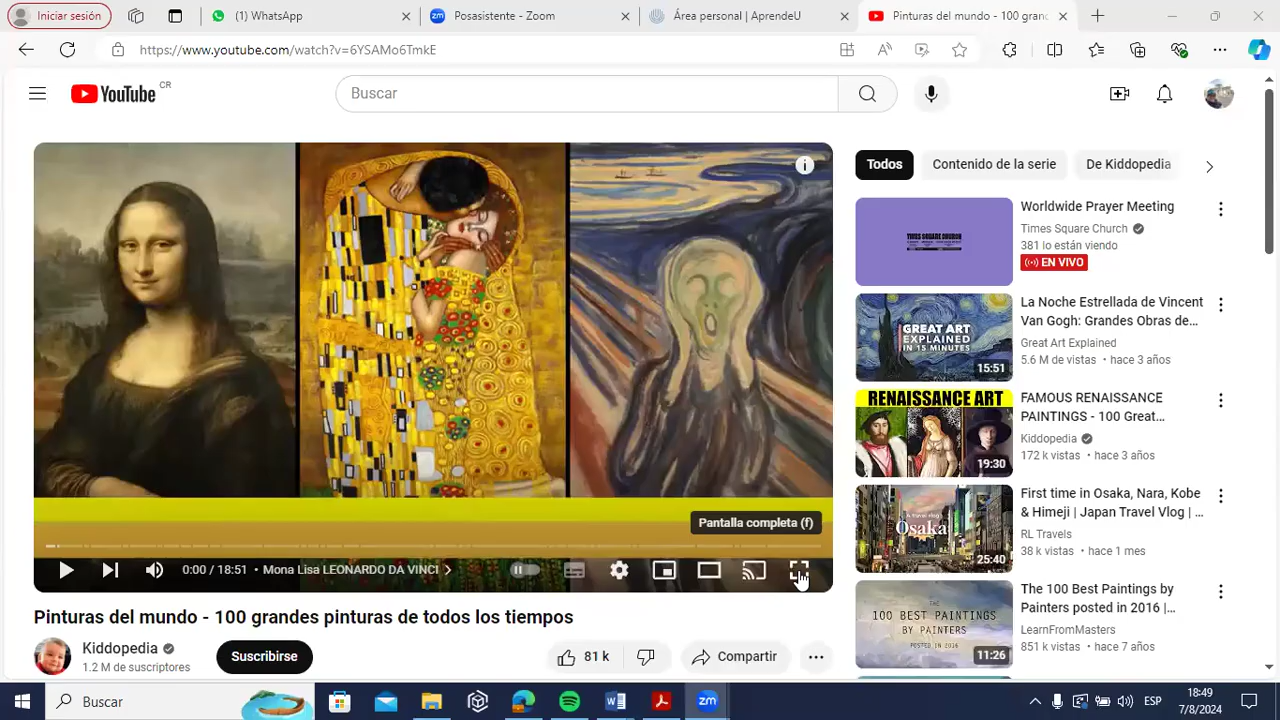 Iniciar sesión
(1) WhatsApp
Posasistente - Zoom
Área personal | AprendeU
Pinturas del mundo - 100 granc
https://www.youtube.com/watch?v=6YSAMo6TmkE
YouTube CR
Buscar
Todos
Contenido de la serie
De Kiddopedia
Worldwide Prayer Meeting
Times Square Church
381 lo están viendo
EN VIVO
La Noche Estrellada de Vincent
Van Gogh: Grandes Obras de…
Great Art Explained
5.6 M de vistas • hace 3 años
GREAT ART
EXPLAINED
IN 15 MINUTES
15:51
RENAISSANCE ART
19:30
FAMOUS RENAISSANCE
PAINTINGS - 100 Great…
Kiddopedia
172 k vistas • hace 3 años
Osaka
25:40
First time in Osaka, Nara, Kobe
& Himeji | Japan Travel Vlog | …
RL Travels
38 k vistas • hace 1 mes
THE
100 BEST PAINTINGS
BY PAINTERS
POSTED IN 2016
11:26
The 100 Best Paintings by
Painters posted in 2016 |…
LearnFromMasters
851 k vistas • hace 7 años
Pantalla completa (f)
0:00 / 18:51 • Mona Lisa LEONARDO DA VINCI
Pinturas del mundo - 100 grandes pinturas de todos los tiempos
Kiddopedia
1.2 M de suscriptores
Suscribirse
81 k
Compartir
Buscar
ESP
18:49
7/8/2024